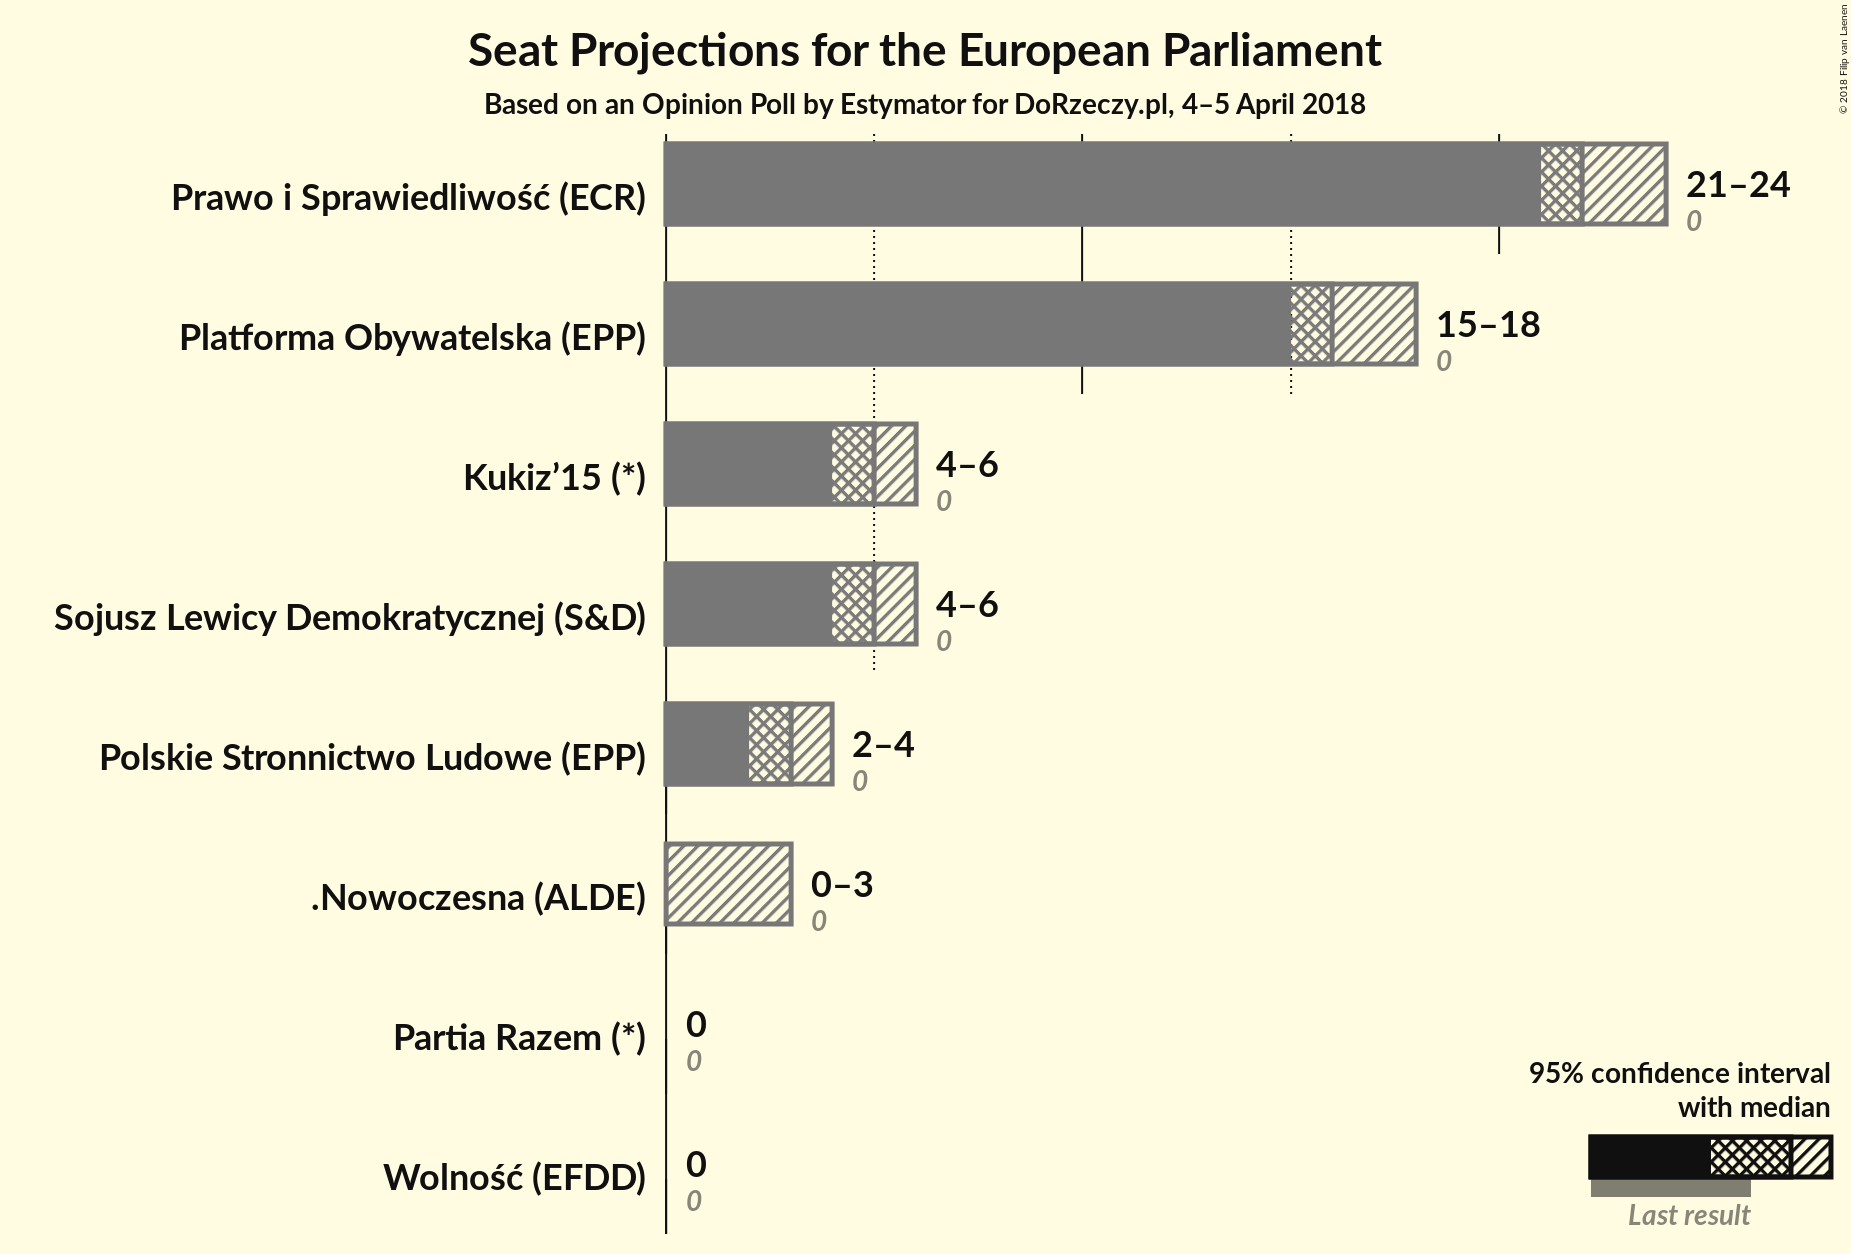 Seat Projections for the European Parliament
Based on an Opinion Poll by Estymator for DoRzeczy.pl, 4–5 April 2018
© 2018 Filip van Laenen
Prawo i Sprawiedliwość (ECR)
21–24
0
Platforma Obywatelska (EPP)
15–18
0
Kukiz’15 (*)
4–6
0
Sojusz Lewicy Demokratycznej (S&D)
4–6
0
Polskie Stronnictwo Ludowe (EPP)
2–4
0
.Nowoczesna (ALDE)
0–3
0
Partia Razem (*)
0
0
Wolność (EFDD)
0
0
95% confidence interval
with median
Last result